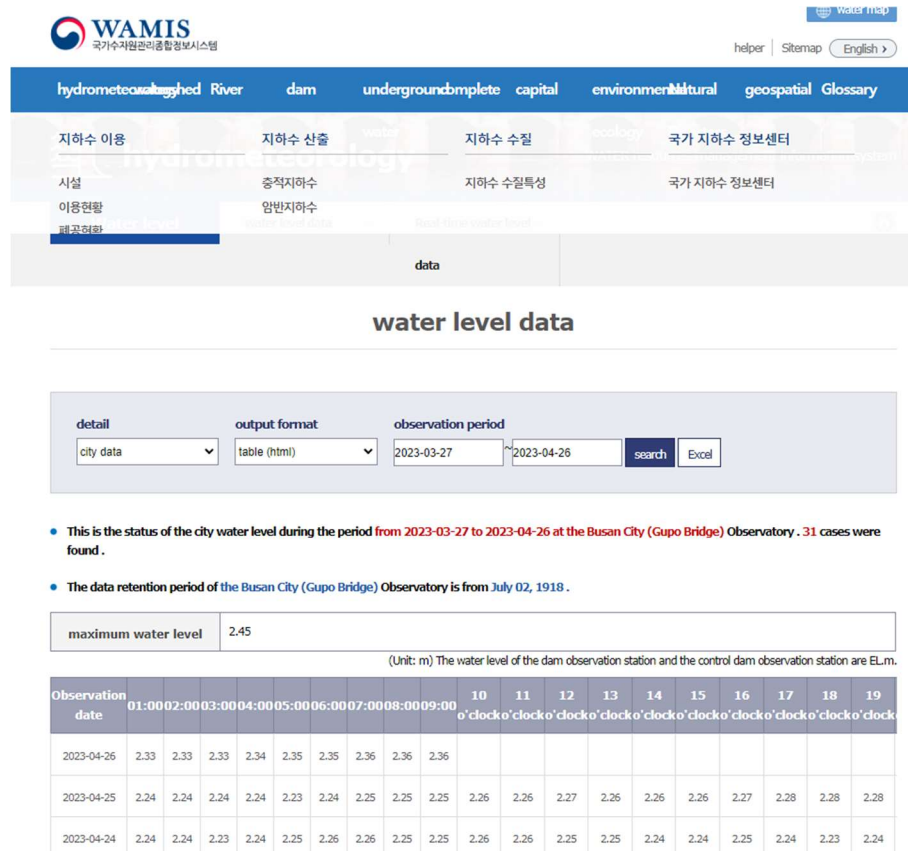 Water map
WAMIS
국가수자원관리종합정보시스템
helper Sitemap English >
River dam capital geospatial Glossary
지하수 이용 지하수 산출 지하수 수질 국가 지하수 정보센터
hydrometeorology
시설 충적지하수 지하수 수질특성 국가 지하수 정보센터
이용현황 암반지하수
폐공현황
data
water level data
detail output format observation period
city data table (html) 2023-03-27 ~ 2023-04-26 search Excel
This is the status of the city water level during the period from 2023-03-27 to 2023-04-26 at the Busan City (Gupo Bridge) Observatory . 31 cases were
found .
The data retention period of the Busan City (Gupo Bridge) Observatory is from July 02, 1918 .
maximum water level 2.45
(Unit: m) The water level of the dam observation station and the control dam observation station are EL.m.
Observation date 01:00 02:00 03:00 04:00 05:00 06:00 07:00 08:00 09:00 10 o'clock 11 o'clock 12 o'clock 13 o'clock 14 o'clock 15 o'clock 16 o'clock 17 o'clock 18 o'clock 19 o'clock
2023-04-26 2.33 2.33 2.33 2.34 2.35 2.35 2.36 2.36 2.36
2023-04-25 2.24 2.24 2.24 2.24 2.23 2.24 2.25 2.25 2.25 2.26 2.26 2.27 2.26 2.26 2.26 2.27 2.28 2.28 2.28
2023-04-24 2.24 2.24 2.23 2.24 2.25 2.26 2.26 2.25 2.25 2.26 2.26 2.25 2.25 2.24 2.24 2.25 2.24 2.23 2.24